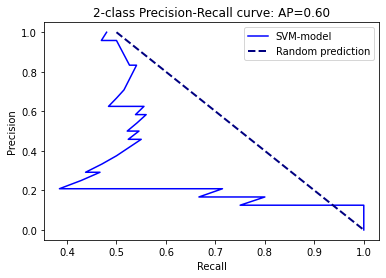 2-class Precision-Recall curve: AP=0.60
SVM-model
Random prediction
Precision
1.0
0.8
0.6
0.4
0.2
0.0
0.4 0.5 0.6 0.7 0.8 0.9 1.0
Recall